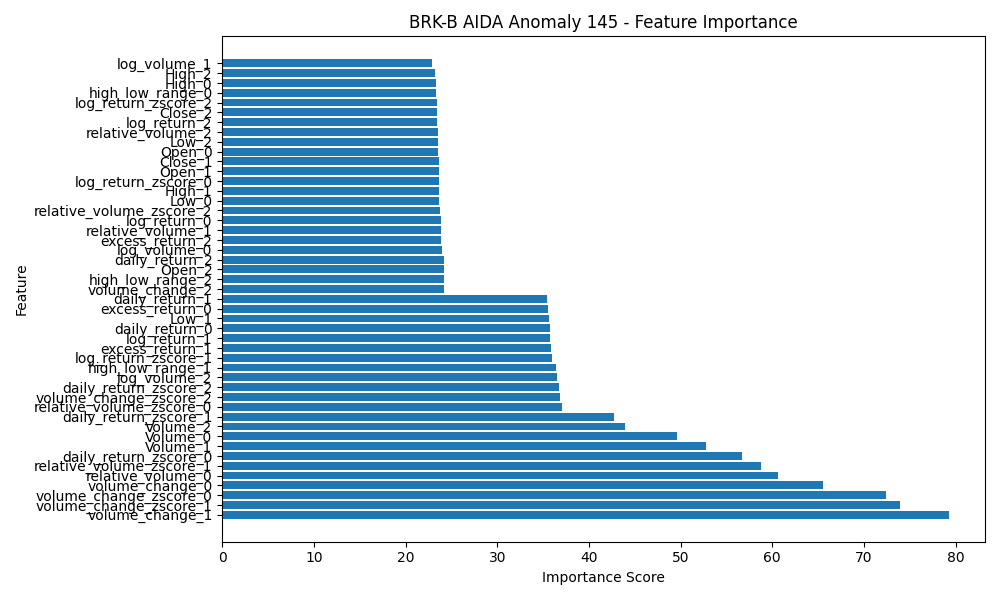 BRK-B AIDA Anomaly 145 - Feature Importance
log_volume_1
High_2
High_0
high_low_range_0
log_return_zscore_2
Close_2
log_return_2
relative_volume_2
Low_2
Open_0
Close_1
Open_1
log_return_zscore_0
High_1
Low_0
relative_volume_zscore_2
log_return_0
relative_volume_1
excess_return_2
log_volume_0
daily_return_2
Open_2
high_low_range_2
volume_change_2
daily_return_1
excess_return_0
Low_1
daily_return_0
log_return_1
excess_return_1
log_return_zscore_1
high_low_range_1
log_volume_2
daily_return_zscore_2
volume_change_zscore_2
relative_volume_zscore_0
daily_return_zscore_1
Volume_2
Volume_0
Volume_1
daily_return_zscore_0
relative_volume_zscore_1
relative_volume_0
volume_change_0
volume_change_zscore_0
volume_change_zscore_1
volume_change_1
Feature
0 10 20 30 40 50 60 70 80
Importance Score